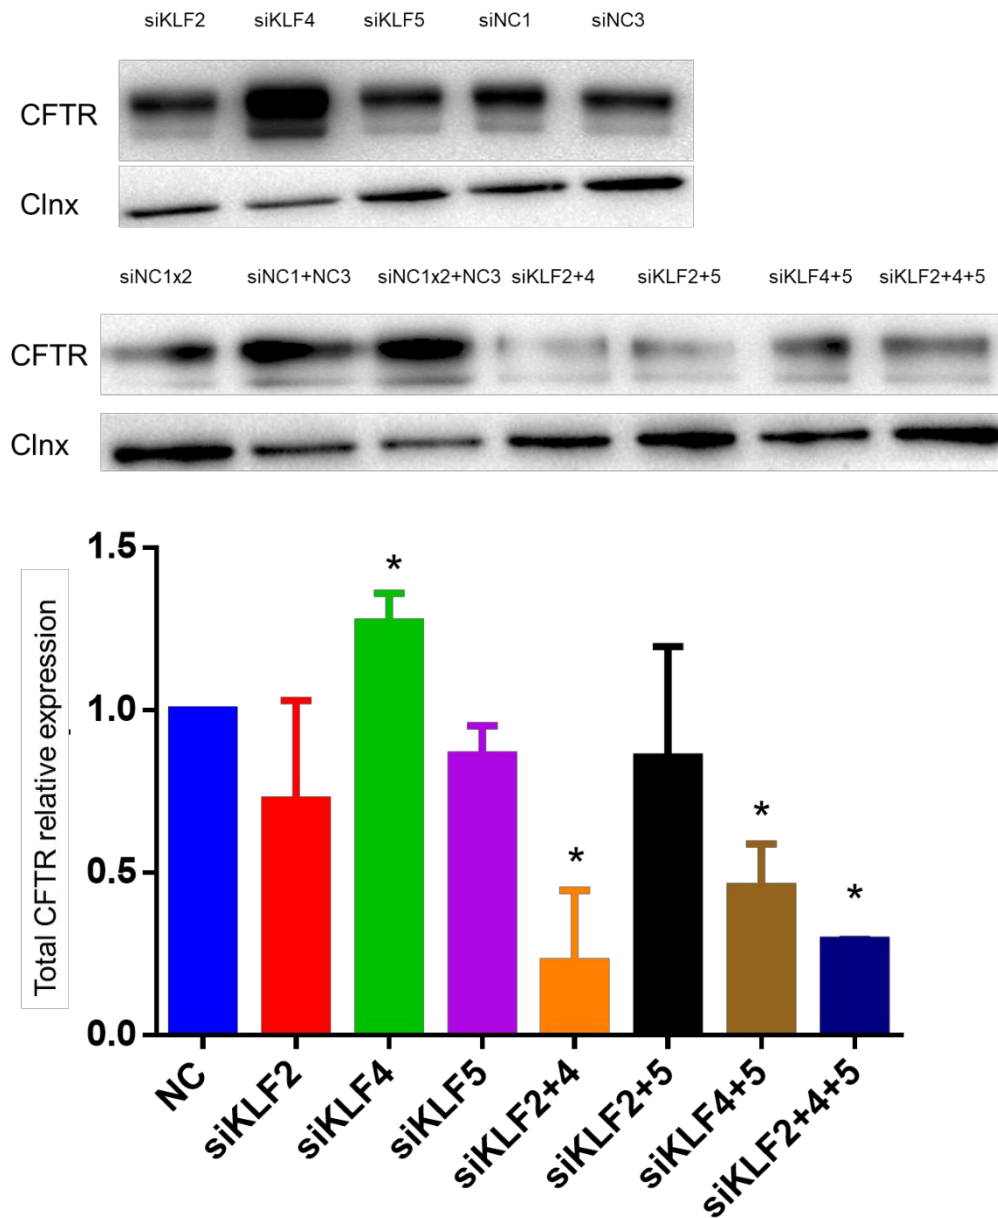 siKLF2 siKLF4 siKLF5 siNC1 siNC3
CFTR
Clnx
siNC1x2 siNC1+NC3 siNC1x2+NC3 siKLF2+4 siKLF2+5 siKLF4+5 siKLF2+4+5
CFTR
Clnx
Total CFTR relative expression
1.5
1.0
0.5
0.0
*
*
*
*
NC
siKLF2
siKLF4
siKLF5
siKLF2+4
siKLF2+5
siKLF4+5
siKLF2+4+5